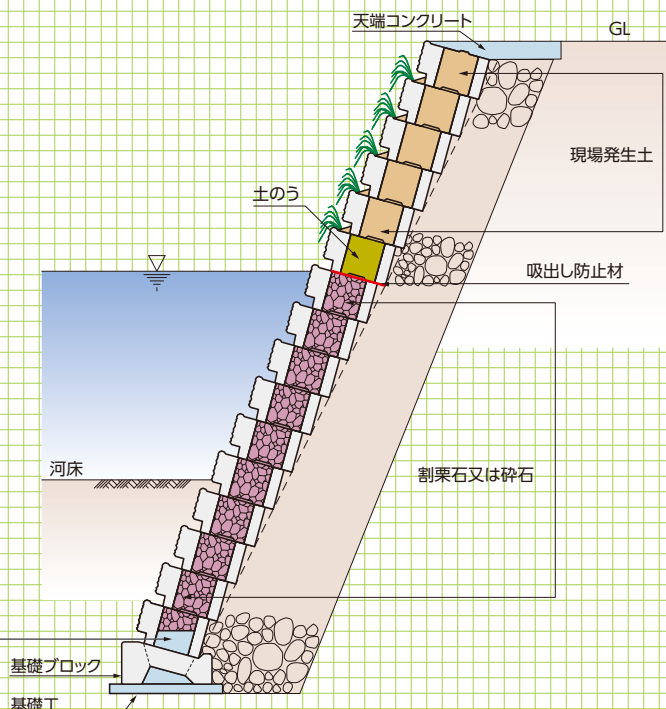 天端コンクリート
GL
現場発生土
土のう
吸出し防止材
河床
割栗石又は砕石
基礎ブロック
基礎工